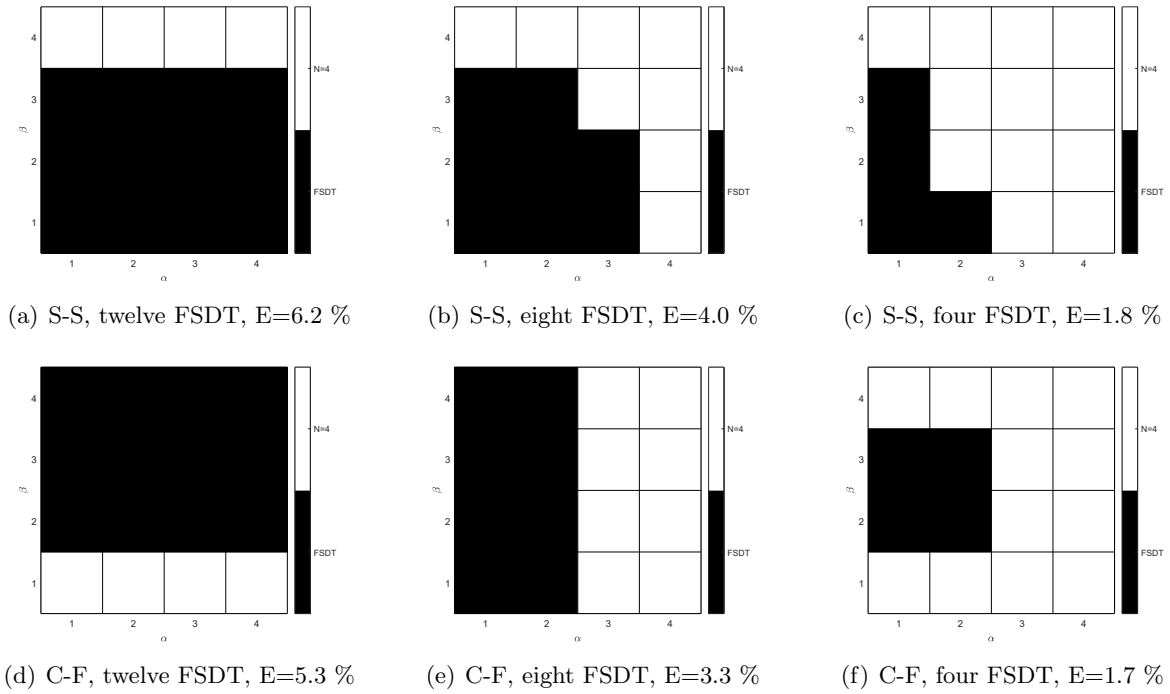 4
3
2
1
β
1 2 3 4
α
N=4
FSDT
4
3
2
1
β
1 2 3 4
α
N=4
FSDT
4
3
2
1
β
1 2 3 4
α
N=4
FSDT
(a) S-S, twelve FSDT, E=6.2 %
(b) S-S, eight FSDT, E=4.0 %
(c) S-S, four FSDT, E=1.8 %
4
3
2
1
β
1 2 3 4
α
N=4
FSDT
4
3
2
1
β
1 2 3 4
α
N=4
FSDT
4
3
2
1
β
1 2 3 4
α
N=4
FSDT
(d) C-F, twelve FSDT, E=5.3 %
(e) C-F, eight FSDT, E=3.3 %
(f) C-F, four FSDT, E=1.7 %